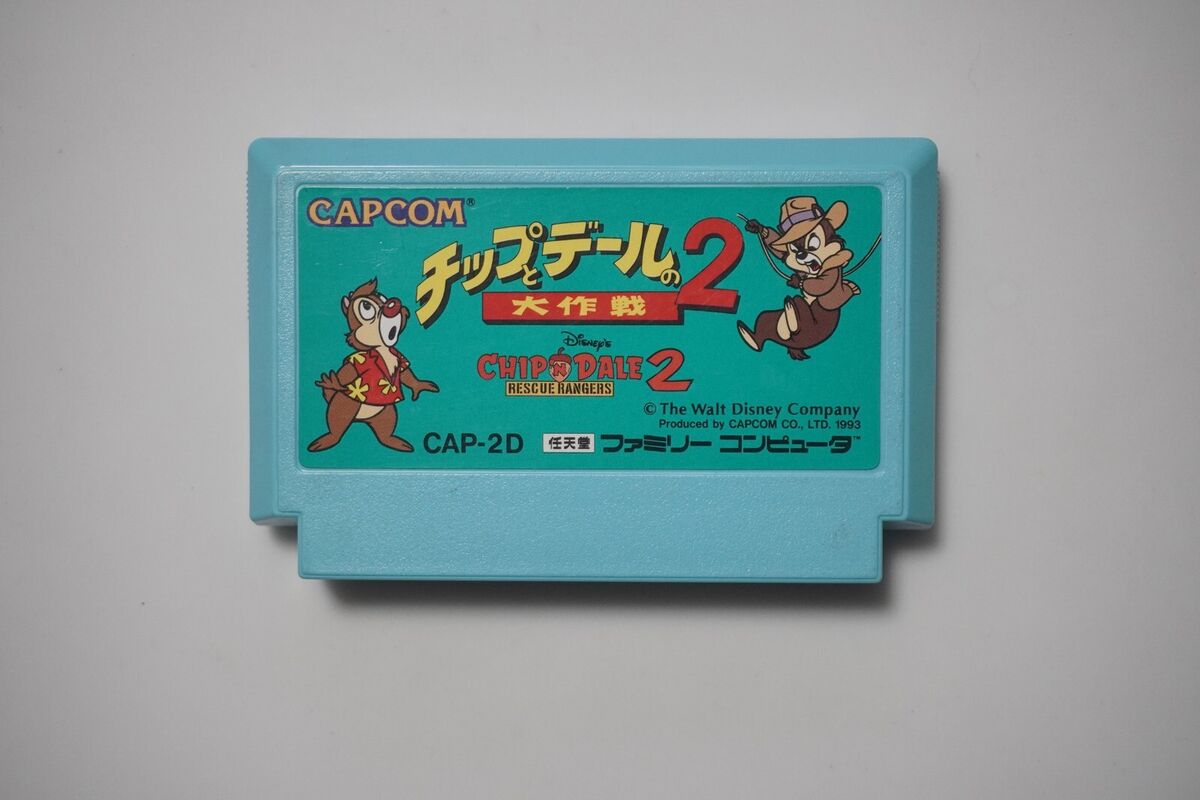 CAPCOM®
チップとデールの2
大作戦
Disney's
CHIP 'N DALE 2
RESCUE RANGERS
© The Walt Disney Company
Produced by CAPCOM CO., LTD. 1993
CAP-2D 任天堂 ファミリー コンピュータ™